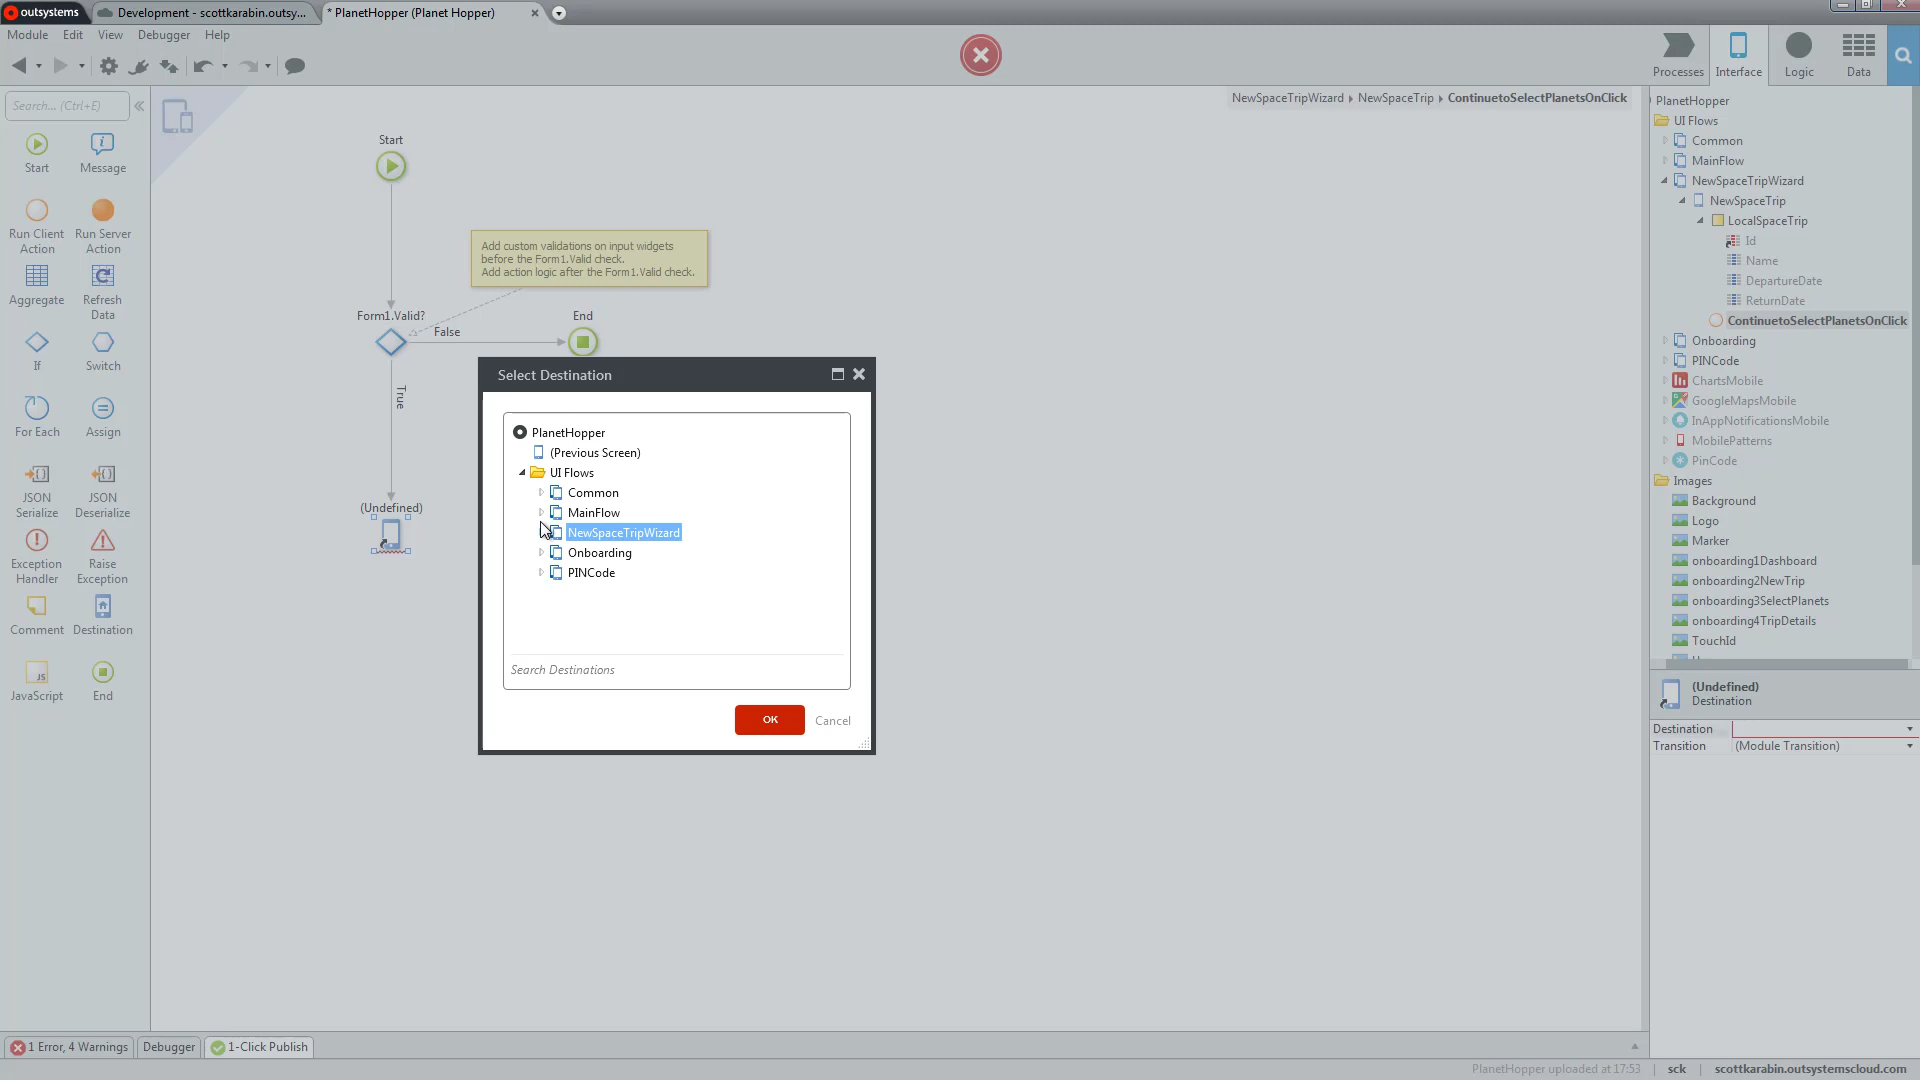 outsystems
Development - scottkarabin.outsy...
* PlanetHopper (Planet Hopper)
Module
Edit
View
Debugger
Help
Processes
Interface
Logic
Data
Search... (Ctrl+E)
NewSpaceTripWizard
NewSpaceTrip
ContinuetoSelectPlanetsOnClick
Start
Message
Run Client Action
Run Server Action
Aggregate
Refresh Data
If
Switch
For Each
Assign
JSON Serialize
JSON Deserialize
Exception Handler
Raise Exception
Comment
Destination
JavaScript
JS
End
Start
Add custom validations on input widgets
before the Form1.Valid check.
Add action logic after the Form1.Valid check.
Form1.Valid?
False
End
True
(Undefined)
Select Destination
PlanetHopper
(Previous Screen)
UI Flows
Common
MainFlow
NewSpaceTripWizard
Onboarding
PINCode
Search Destinations
OK
Cancel
PlanetHopper
UI Flows
Common
MainFlow
NewSpaceTripWizard
NewSpaceTrip
LocalSpaceTrip
Id
Name
DepartureDate
ReturnDate
ContinuetoSelectPlanetsOnClick
Onboarding
PINCode
ChartsMobile
GoogleMapsMobile
InAppNotificationsMobile
MobilePatterns
PinCode
Images
Background
Logo
Marker
onboarding1Dashboard
onboarding2NewTrip
onboarding3SelectPlanets
onboarding4TripDetails
TouchId
(Undefined)
Destination
Destination
Transition
(Module Transition)
1 Error, 4 Warnings
Debugger
1-Click Publish
PlanetHopper uploaded at 17:53
sck
scottkarabin.outsystemscloud.com